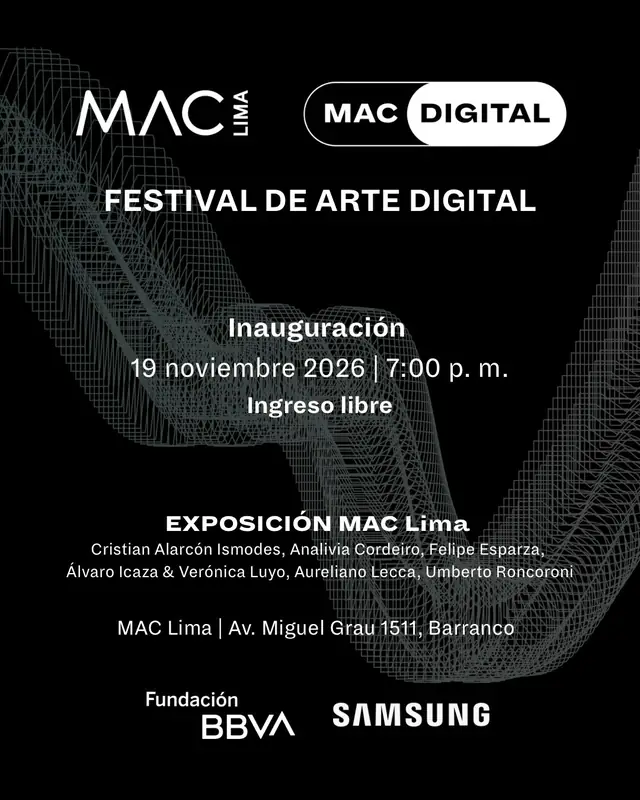 MAC LIMA
MAC DIGITAL
FESTIVAL DE ARTE DIGITAL
Inauguración
19 noviembre 2026 | 7:00 p. m.
Ingreso libre
EXPOSICIÓN MAC Lima
Cristian Alarcón Ismodes, Analivia Cordeiro, Felipe Esparza,
Álvaro Icaza & Verónica Luyo, Aureliano Lecca, Umberto Roncoroni
MAC Lima | Av. Miguel Grau 1511, Barranco
Fundación
BBVA
SAMSUNG